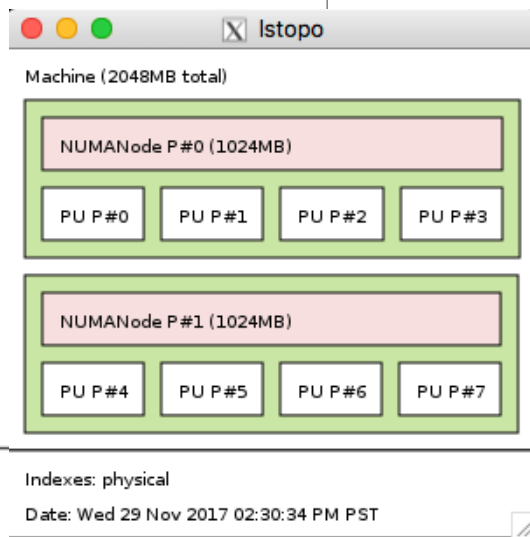 lstopo
Machine (2048MB total)
NUMANode P#0 (1024MB)
PU P#0 PU P#1 PU P#2 PU P#3
NUMANode P#1 (1024MB)
PU P#4 PU P#5 PU P#6 PU P#7
Indexes: physical
Date: Wed 29 Nov 2017 02:30:34 PM PST